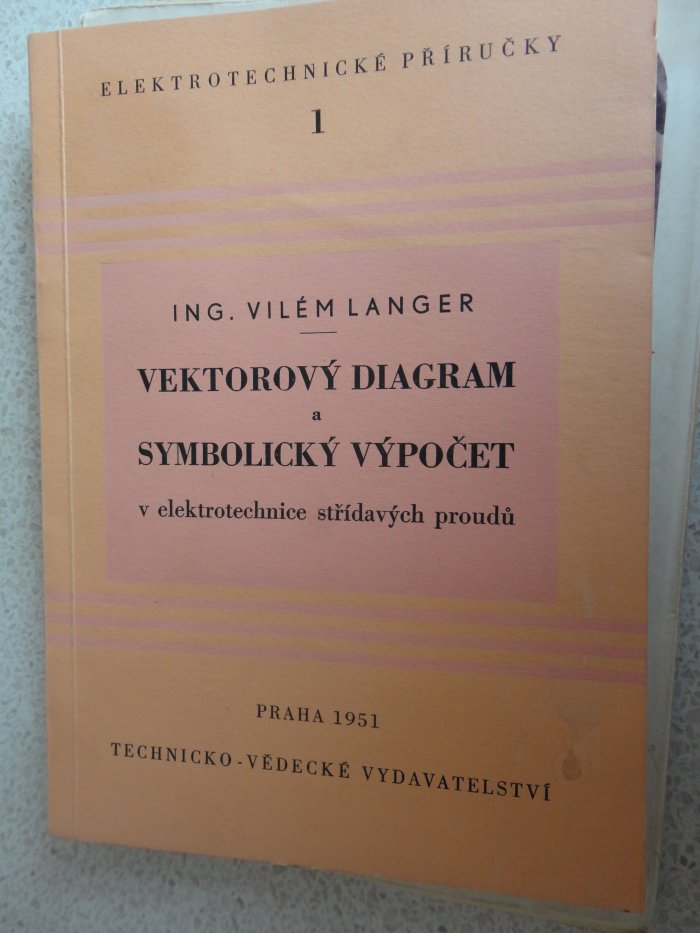 ELEKTROTECHNICKÉ PŘÍRUČKY
1
ING. VILÉM LANGER
VEKTOROVÝ DIAGRAM
a
SYMBOLICKÝ VÝPOČET
v elektrotechnice střídavých proudů
PRAHA 1951
TECHNICKO-VĚDECKÉ VYDAVATELSTVÍ